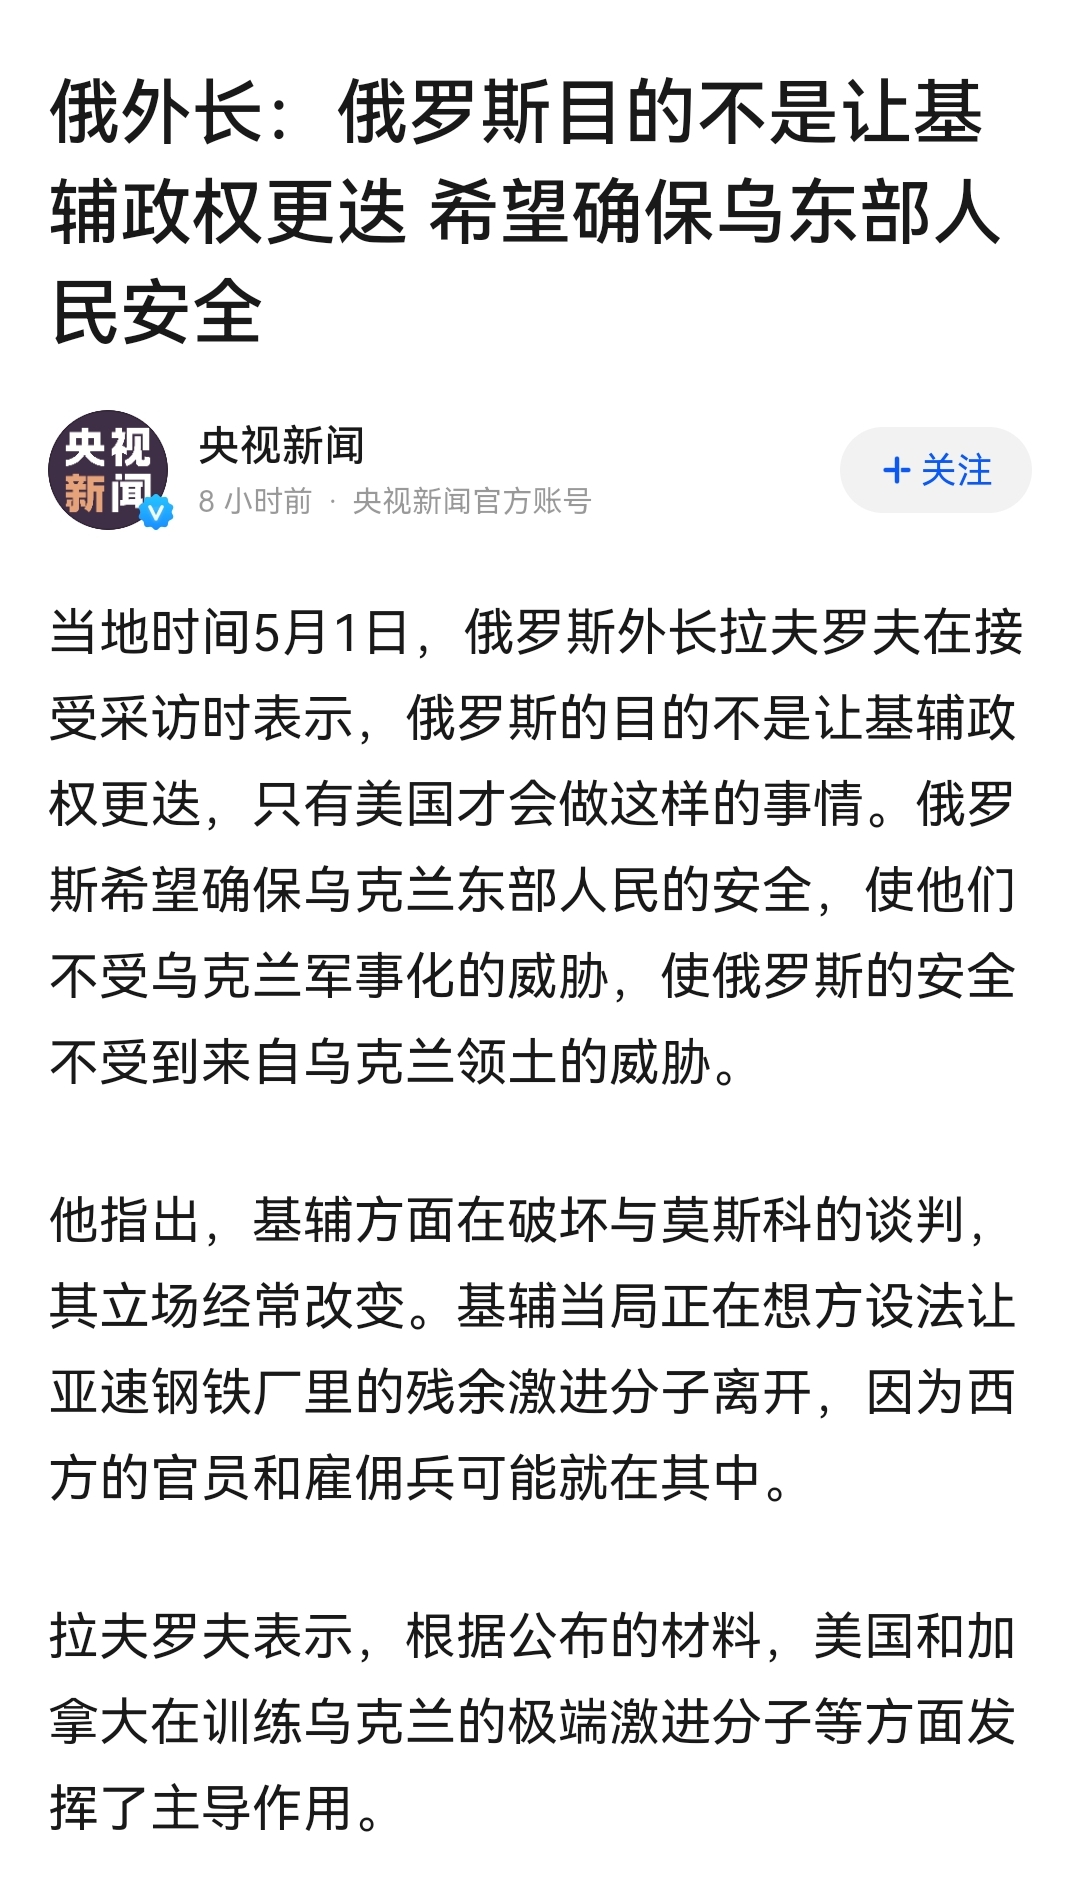 俄外长：俄罗斯目的不是让基
辅政权更迭 希望确保乌东部人
民安全
央视
新闻
央视新闻
8 小时前 · 央视新闻官方账号
+ 关注
当地时间5月1日，俄罗斯外长拉夫罗夫在接
受采访时表示，俄罗斯的目的不是让基辅政
权更迭，只有美国才会做这样的事情。俄罗
斯希望确保乌克兰东部人民的安全，使他们
不受乌克兰军事化的威胁，使俄罗斯的安全
不受到来自乌克兰领土的威胁。
他指出，基辅方面在破坏与莫斯科的谈判，
其立场经常改变。基辅当局正在想方设法让
亚速钢铁厂里的残余激进分子离开，因为西
方的官员和雇佣兵可能就在其中。
拉夫罗夫表示，根据公布的材料，美国和加
拿大在训练乌克兰的极端激进分子等方面发
挥了主导作用。